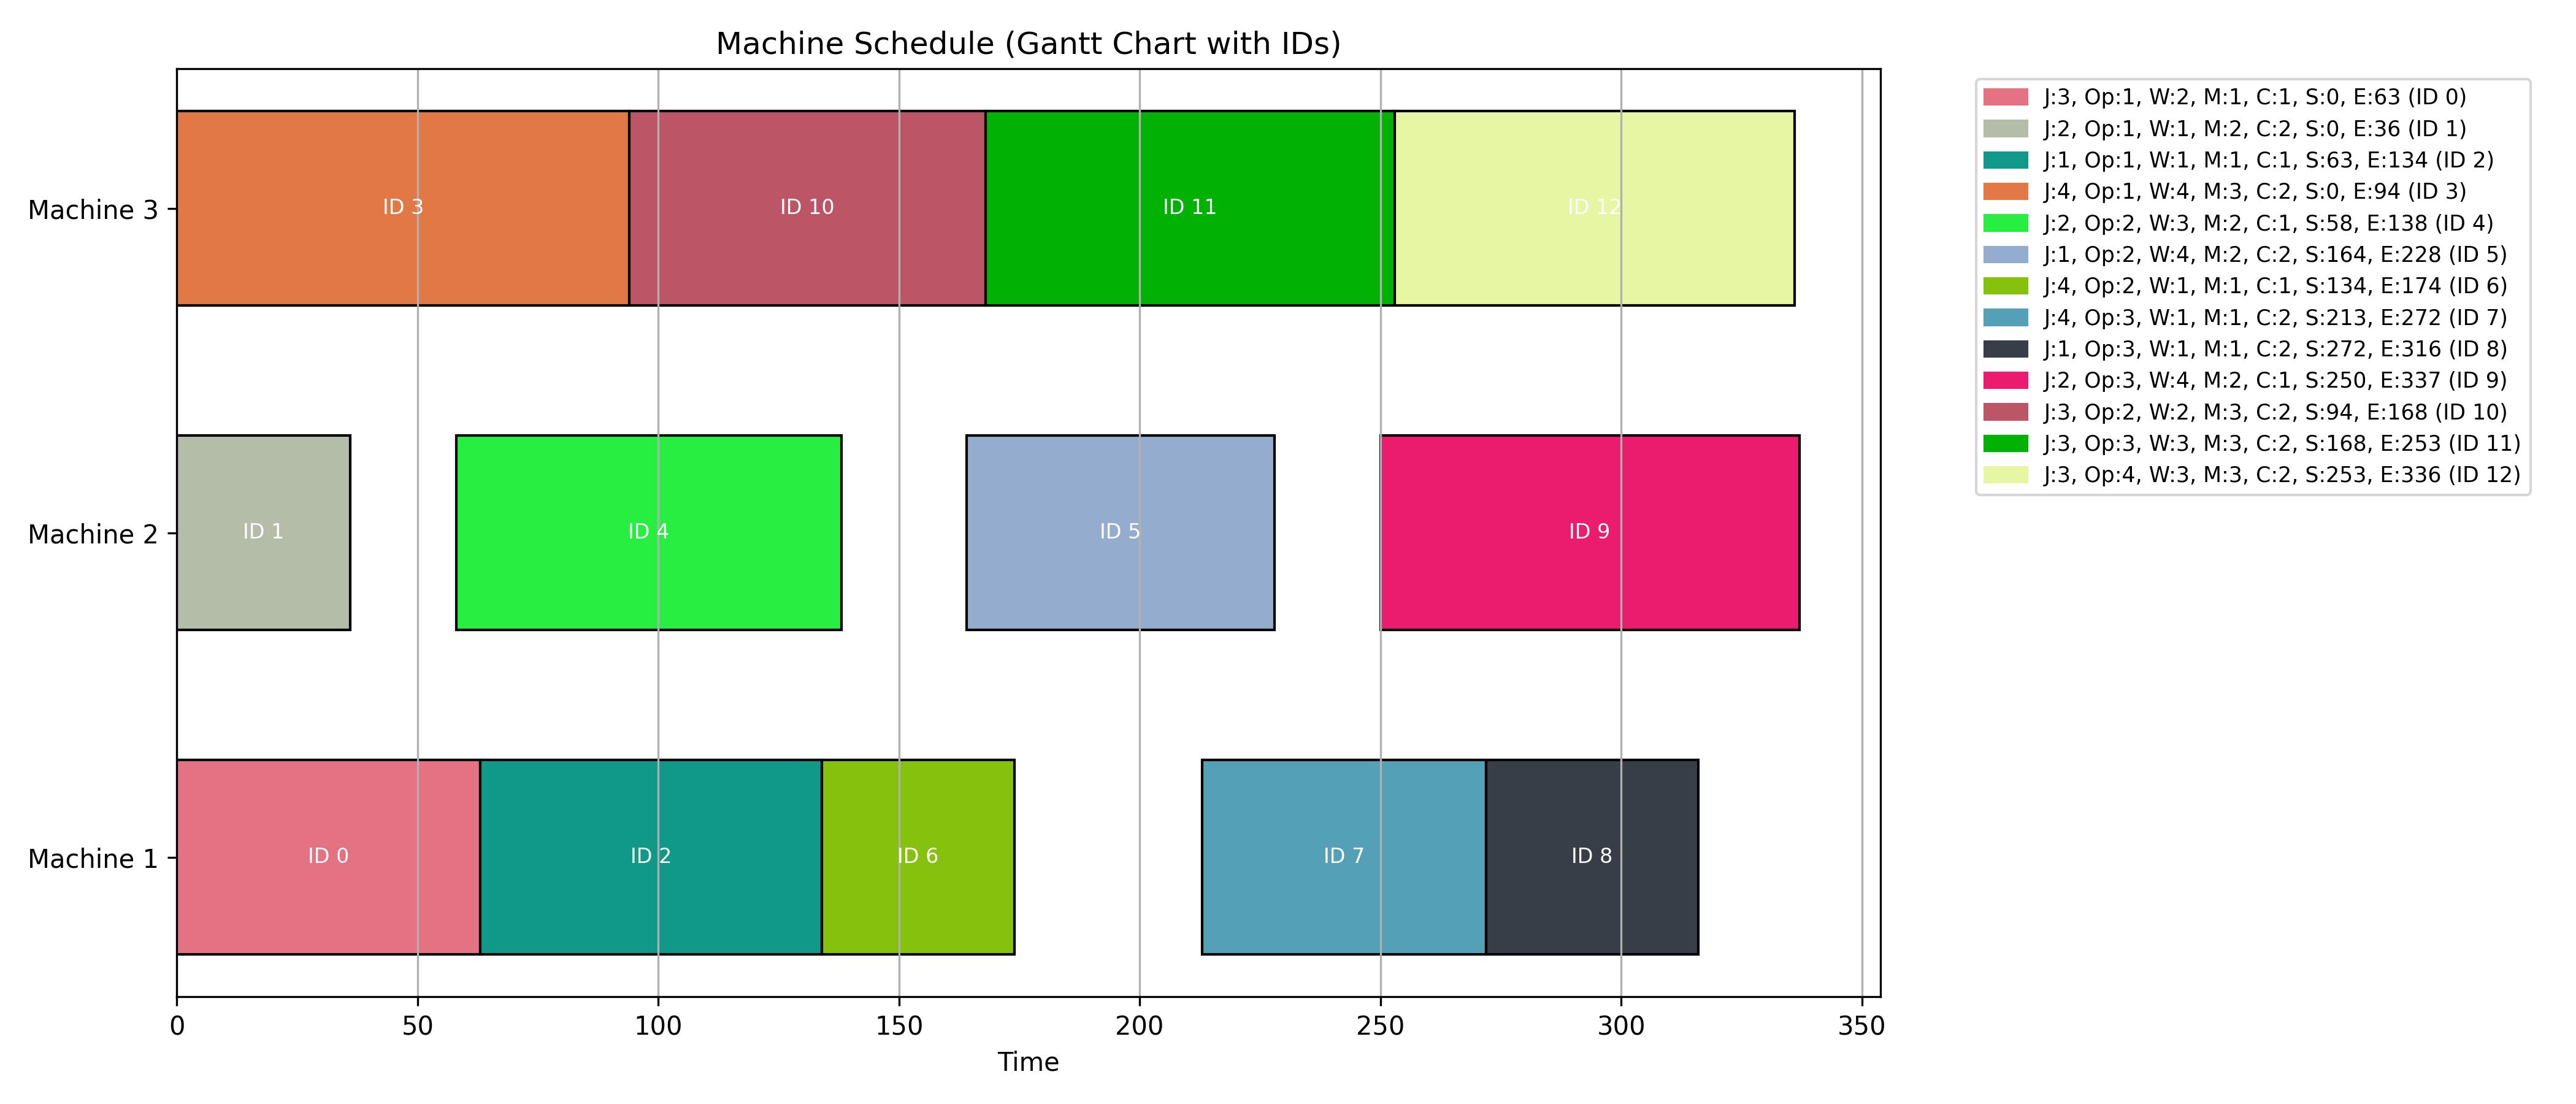 Machine Schedule (Gantt Chart with IDs)
Machine 3
ID 3
ID 10
ID 11
ID 12
Machine 2
ID 1
ID 4
ID 5
ID 9
Machine 1
ID 0
ID 2
ID 6
ID 7
ID 8
0 50 100 150 200 250 300 350
Time
J:3, Op:1, W:2, M:1, C:1, S:0, E:63 (ID 0)
J:2, Op:1, W:1, M:2, C:2, S:0, E:36 (ID 1)
J:1, Op:1, W:1, M:1, C:1, S:63, E:134 (ID 2)
J:4, Op:1, W:4, M:3, C:2, S:0, E:94 (ID 3)
J:2, Op:2, W:3, M:2, C:1, S:58, E:138 (ID 4)
J:1, Op:2, W:4, M:2, C:2, S:164, E:228 (ID 5)
J:4, Op:2, W:1, M:1, C:1, S:134, E:174 (ID 6)
J:4, Op:3, W:1, M:1, C:2, S:213, E:272 (ID 7)
J:1, Op:3, W:1, M:1, C:2, S:272, E:316 (ID 8)
J:2, Op:3, W:4, M:2, C:1, S:250, E:337 (ID 9)
J:3, Op:2, W:2, M:3, C:2, S:94, E:168 (ID 10)
J:3, Op:3, W:3, M:3, C:2, S:168, E:253 (ID 11)
J:3, Op:4, W:3, M:3, C:2, S:253, E:336 (ID 12)